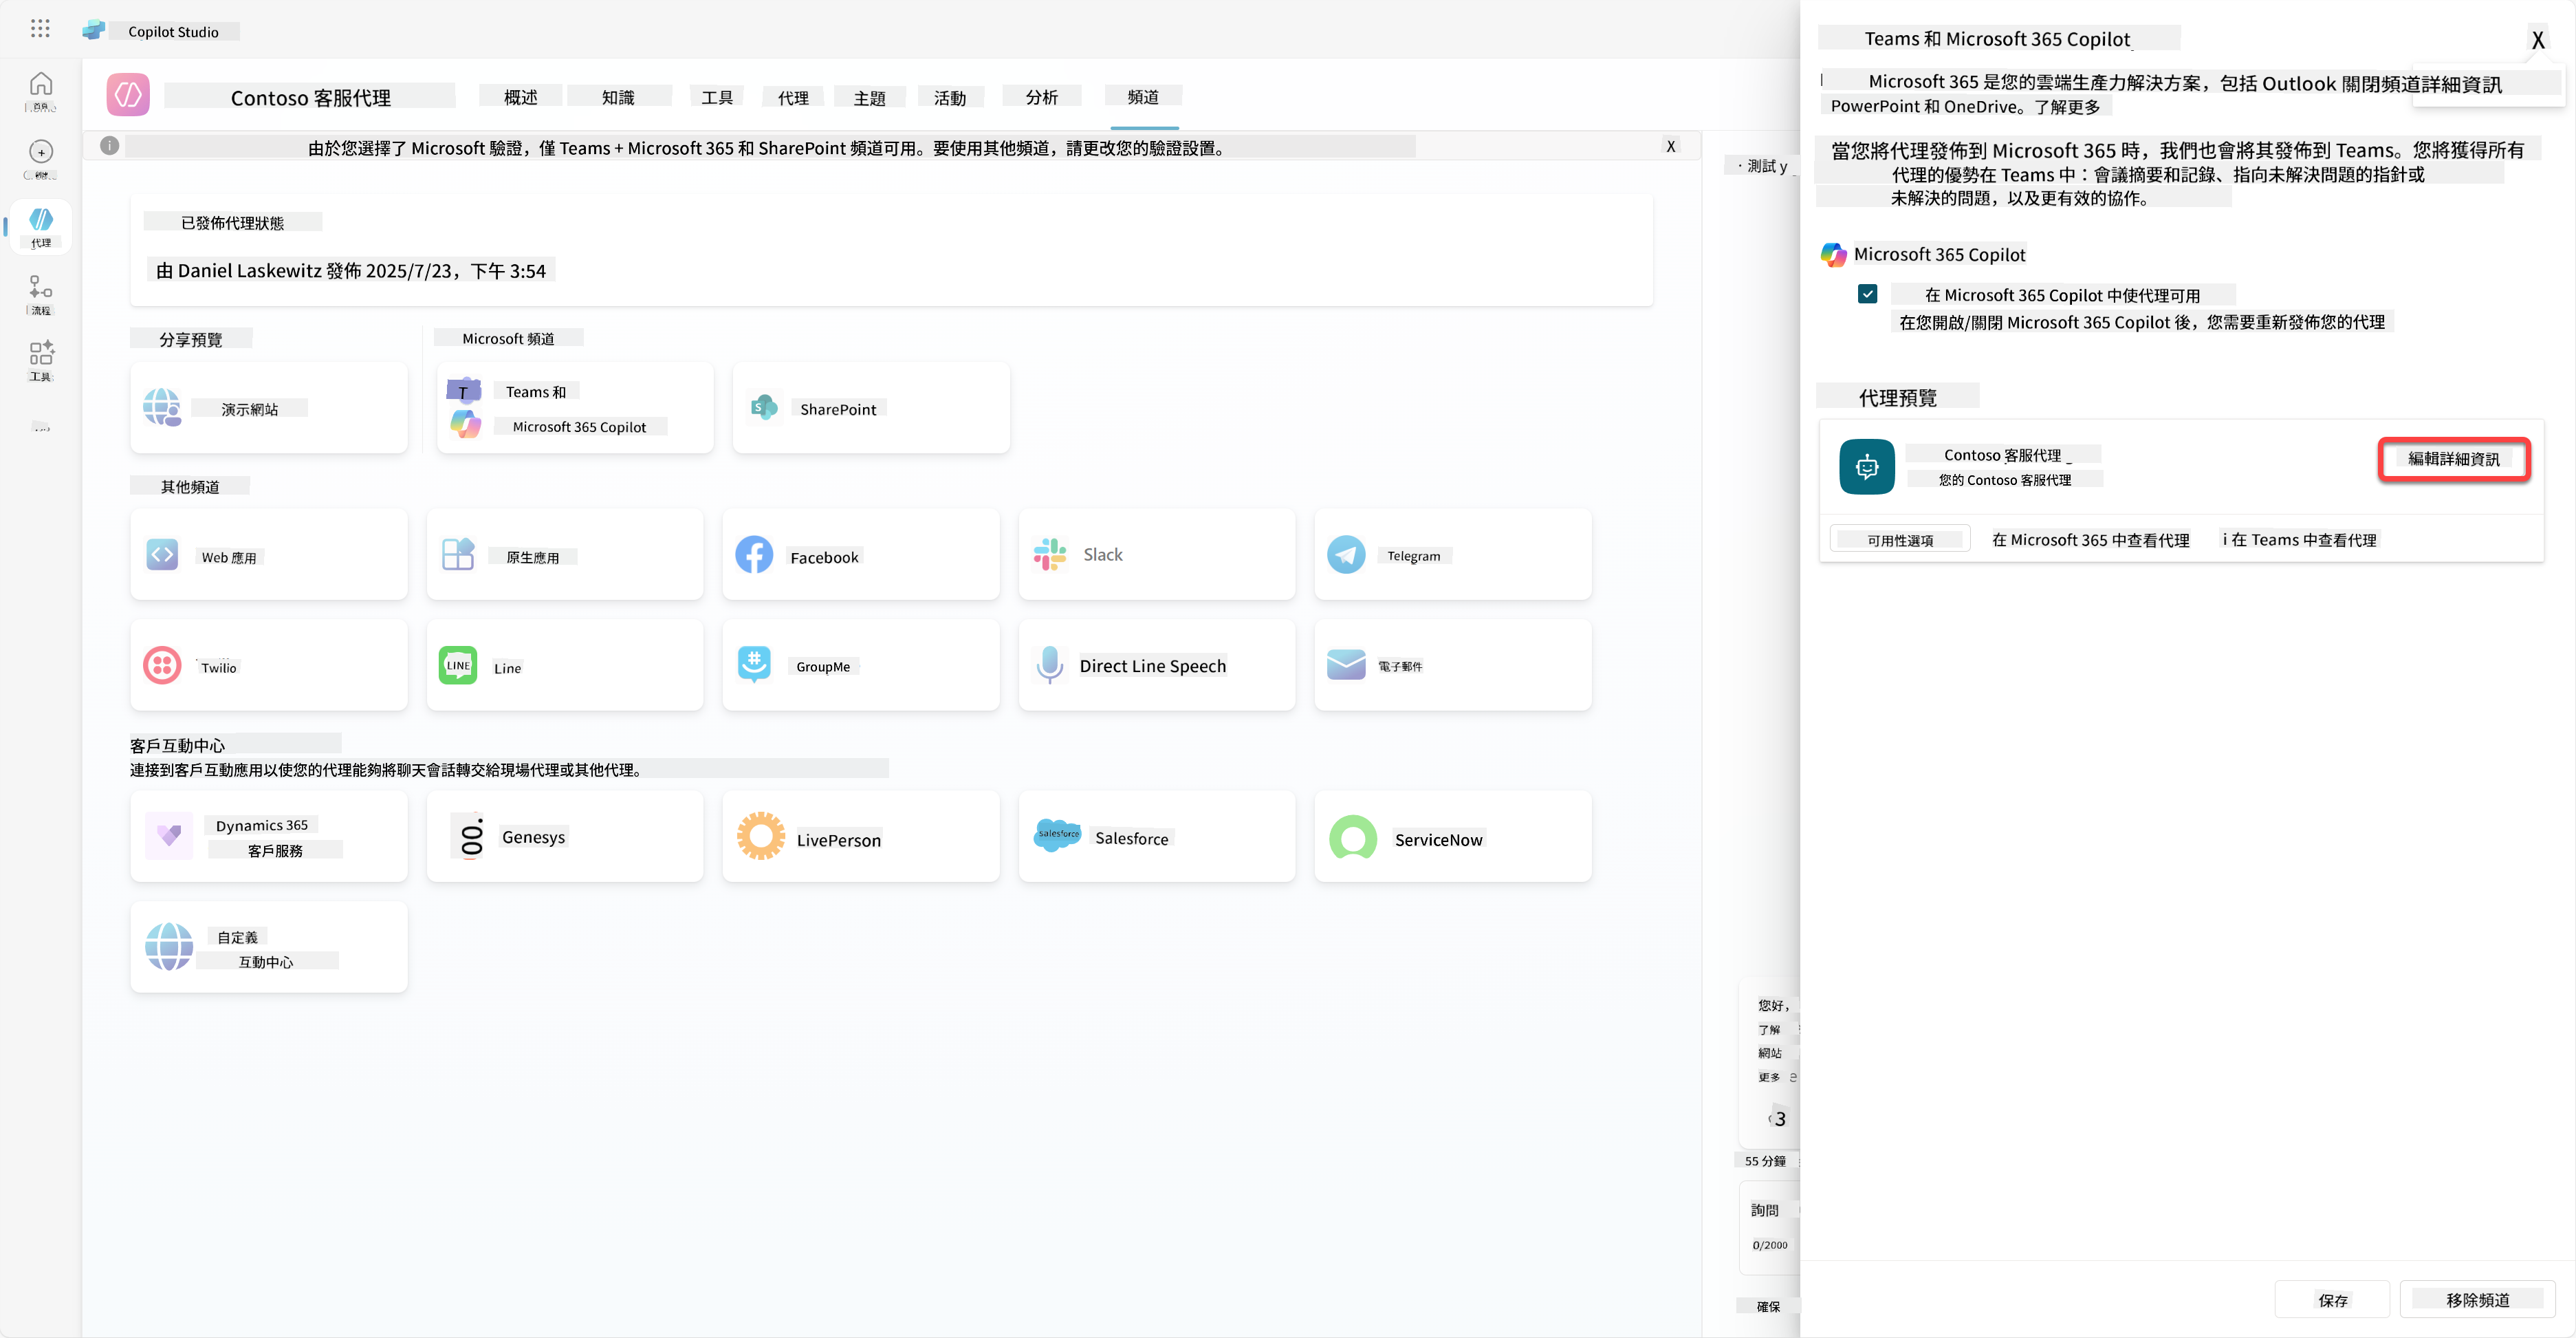 Copilot Studio
首頁
代理
流程
工具
Contoso 客服代理
概述
知識
工具
代理
主題
活動
分析
頻道
由於您選擇了 Microsoft 驗證，僅 Teams + Microsoft 365 和 SharePoint 頻道可用。要使用其他頻道，請更改您的驗證設置。
X
已發佈代理狀態
由 Daniel Laskewitz 發佈 2025/7/23，下午 3:54
分享預覽
Microsoft 頻道
演示網站
T
Teams 和
Microsoft 365 Copilot
SharePoint
其他頻道
Web 應用
原生應用
Facebook
Slack
Telegram
Twilio
LINE
Line
GroupMe
Direct Line Speech
電子郵件
客戶互動中心
連接到客戶互動應用以使您的代理能夠將聊天會話轉交給現場代理或其他代理。
Dynamics 365
客戶服務
Genesys
LivePerson
salesforce
Salesforce
ServiceNow
自定義
互動中心
· 測試 y
您好，
了解
網站
更多
3
55 分鐘
詢問
0/2000
確保
Teams 和 Microsoft 365 Copilot
X
Microsoft 365 是您的雲端生產力解決方案，包括 Outlook 關閉頻道詳細資訊
PowerPoint 和 OneDrive。了解更多
當您將代理發佈到 Microsoft 365 時，我們也會將其發佈到 Teams。您將獲得所有
代理的優勢在 Teams 中：會議摘要和記錄、指向未解決問題的指針或
未解決的問題，以及更有效的協作。
Microsoft 365 Copilot
在 Microsoft 365 Copilot 中使代理可用
在您開啟/關閉 Microsoft 365 Copilot 後，您需要重新發佈您的代理
代理預覽
Contoso 客服代理
您的 Contoso 客服代理
編輯詳細資訊
可用性選項
在 Microsoft 365 中查看代理
i 在 Teams 中查看代理
保存
移除頻道